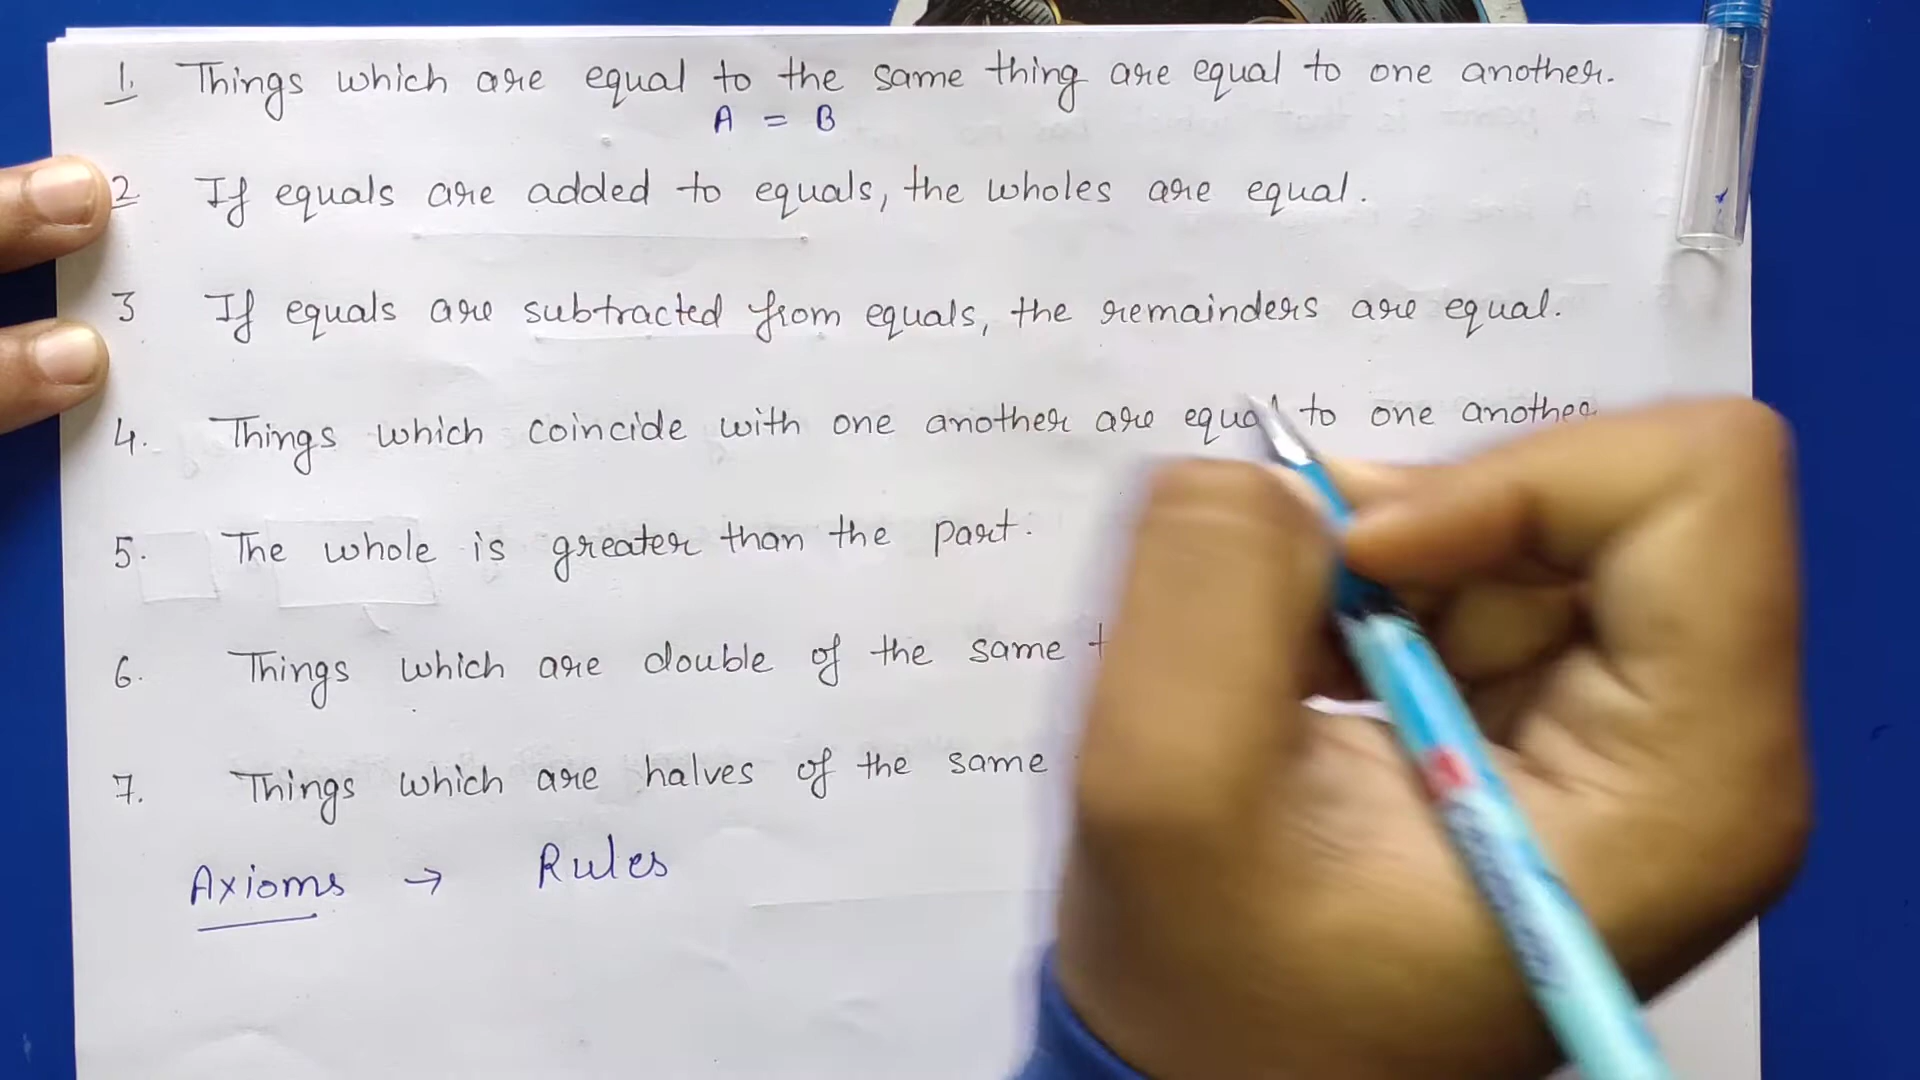 1. Things which are equal to the same thing are equal to one another.
A = B
2. If equals are added to equals, the wholes are equal.
3 If equals are subtracted from equals, the remainders are equal.
4. Things which coincide with one another are equal to one another
5. The whole is greater than the part.
6. Things which are double of the same
7. Things which are halves of the same
Axioms → Rules